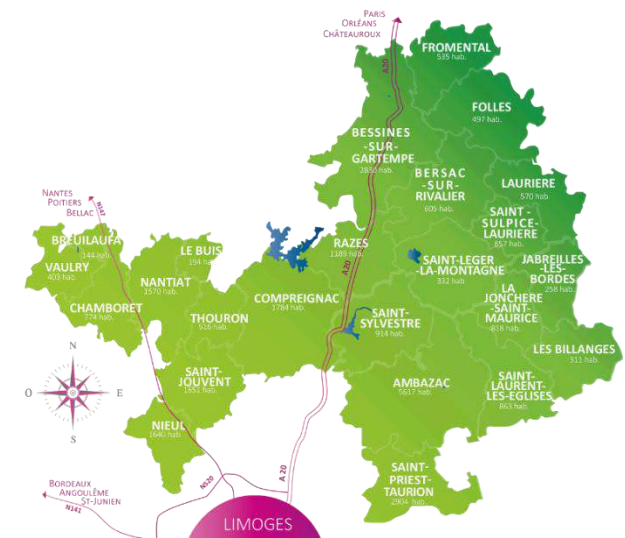 PARIS
ORLÉANS
CHÂTEAUROUX
A20
FROMENTAL
535 hab.
FOLLES
497 hab.
BESSINES
-SUR-
GARTEMPE
hab.
BERSAC
-SUR-
RIVALIER
605 hab.
LAURIERE
570 hab.
SAINT-
SULPICE-
LAURIERE
857 hab.
NANTES
POITIERS
BELLAC
N147
BREUILAUFA
144 hab.
VAULRY
403 hab.
LE BUIS
194 hab.
RAZES
1189 hab.
A20
SAINT-LEGER
-LA-MONTAGNE
332 hab.
JABREILLES
-LES-
BORDES
258 hab.
NANTIAT
1570 hab.
COMPREIGNAC
1784 hab.
LA
JONCHERE
-SAINT-
MAURICE
818 hab.
CHAMBORET
774 hab.
THOURON
516 hab.
SAINT-
SYLVESTRE
914 hab.
LES BILLANGES
311 hab.
N
O
E
S
SAINT-
JOUVENT
1651 hab.
AMBAZAC
5617 hab.
SAINT-
LAURENT-
LES-EGLISES
863 hab.
NIEUL
1640 hab.
SAINT-
PRIEST-
TAURION
2904 hab.
A 20
N520
BORDEAUX
ANGOULÊME
ST-JUNIEN
N141
LIMOGES